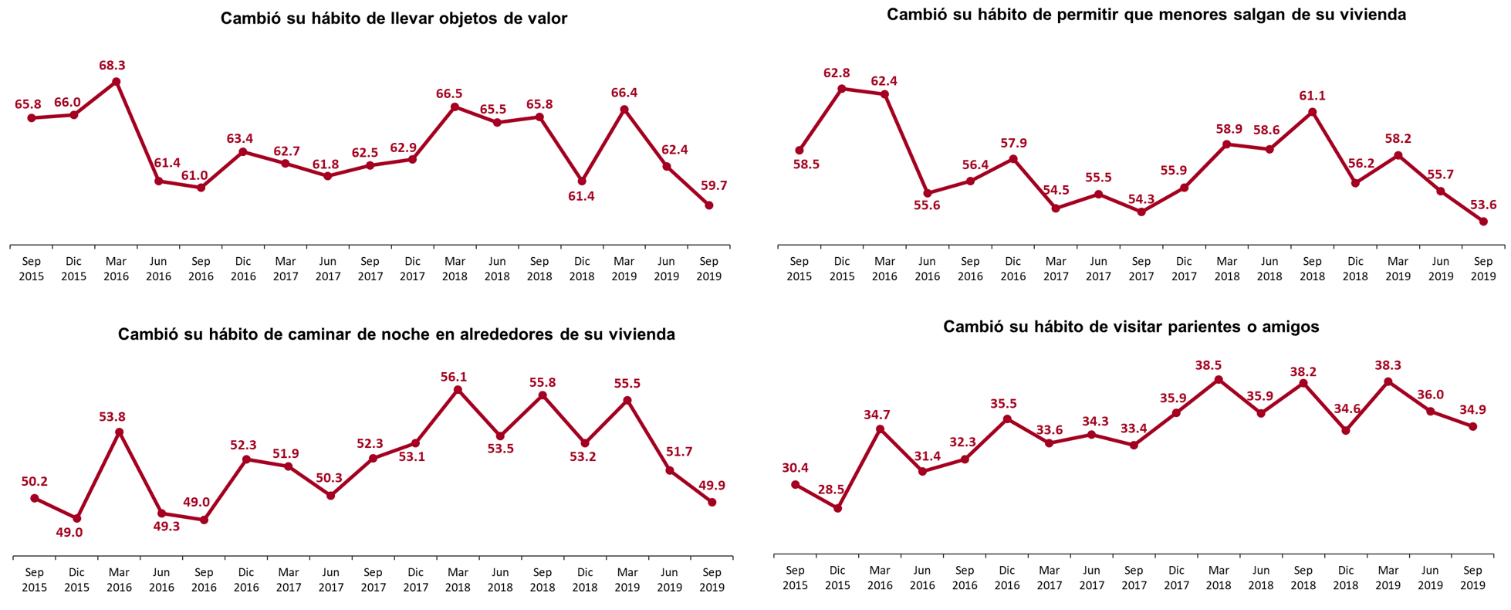 Cambió su hábito de llevar objetos de valor
65.8 66.0 68.3 61.4 61.0 63.4 62.7 61.8 62.5 62.9 66.5 65.5 65.8 61.4 66.4 62.4 59.7
Sep Dic Mar Jun Sep Dic Mar Jun Sep Dic Mar Jun Sep Dic Mar Jun Sep
2015 2015 2016 2016 2016 2016 2017 2017 2017 2017 2018 2018 2018 2018 2019 2019 2019
Cambió su hábito de permitir que menores salgan de su vivienda
58.5 62.8 62.4 55.6 56.4 57.9 54.5 55.5 54.3 55.9 58.9 58.6 61.1 56.2 58.2 55.7 53.6
Sep Dic Mar Jun Sep Dic Mar Jun Sep Dic Mar Jun Sep Dic Mar Jun Sep
2015 2015 2016 2016 2016 2016 2017 2017 2017 2017 2018 2018 2018 2018 2019 2019 2019
Cambió su hábito de caminar de noche en alrededores de su vivienda
50.2 49.0 53.8 49.3 49.0 52.3 51.9 50.3 52.3 53.1 56.1 53.5 55.8 53.2 55.5 51.7 49.9
Sep Dic Mar Jun Sep Dic Mar Jun Sep Dic Mar Jun Sep Dic Mar Jun Sep
2015 2015 2016 2016 2016 2016 2017 2017 2017 2017 2018 2018 2018 2018 2019 2019 2019
Cambió su hábito de visitar parientes o amigos
30.4 28.5 34.7 31.4 32.3 35.5 33.6 34.3 33.4 35.9 38.5 35.9 38.2 34.6 38.3 36.0 34.9
Sep Dic Mar Jun Sep Dic Mar Jun Sep Dic Mar Jun Sep Dic Mar Jun Sep
2015 2015 2016 2016 2016 2016 2017 2017 2017 2017 2018 2018 2018 2018 2019 2019 2019